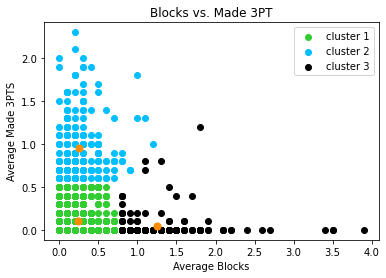 Blocks vs. Made 3PT
cluster 1
cluster 2
cluster 3
Average Made 3PTS
2.0
1.5
1.0
0.5
0.0
0.0 0.5 1.0 1.5 2.0 2.5 3.0 3.5 4.0
Average Blocks